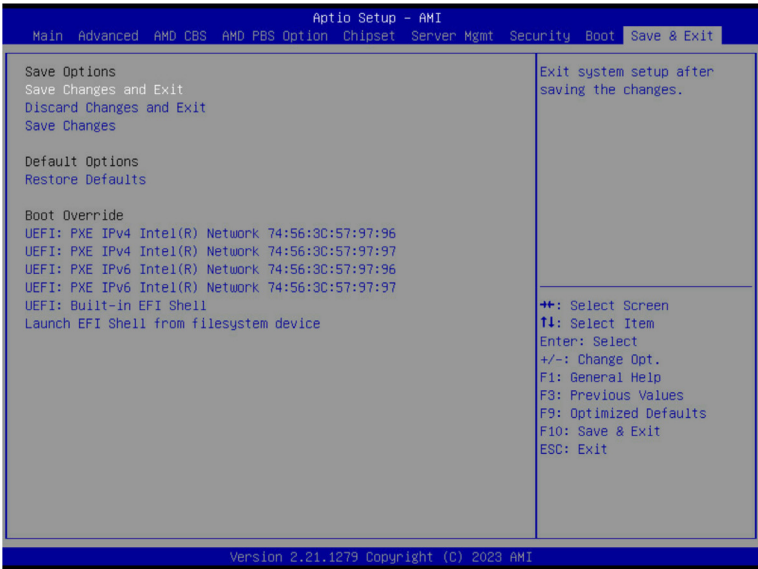 Aptio Setup – AMI
Main Advanced AMD CBS AMD PBS Option Chipset Server Mgmt Security Boot Save & Exit
Save Options
Save Changes and Exit
Discard Changes and Exit
Save Changes
Default Options
Restore Defaults
Boot Override
UEFI: PXE IPv4 Intel(R) Network 74:56:3C:57:97:96
UEFI: PXE IPv4 Intel(R) Network 74:56:3C:57:97:97
UEFI: PXE IPv6 Intel(R) Network 74:56:3C:57:97:96
UEFI: PXE IPv6 Intel(R) Network 74:56:3C:57:97:97
UEFI: Built-in EFI Shell
Launch EFI Shell from filesystem device
Exit system setup after
saving the changes.
→←: Select Screen
↑↓: Select Item
Enter: Select
+/-: Change Opt.
F1: General Help
F3: Previous Values
F9: Optimized Defaults
F10: Save & Exit
ESC: Exit
Version 2.21.1279 Copyright (C) 2023 AMI